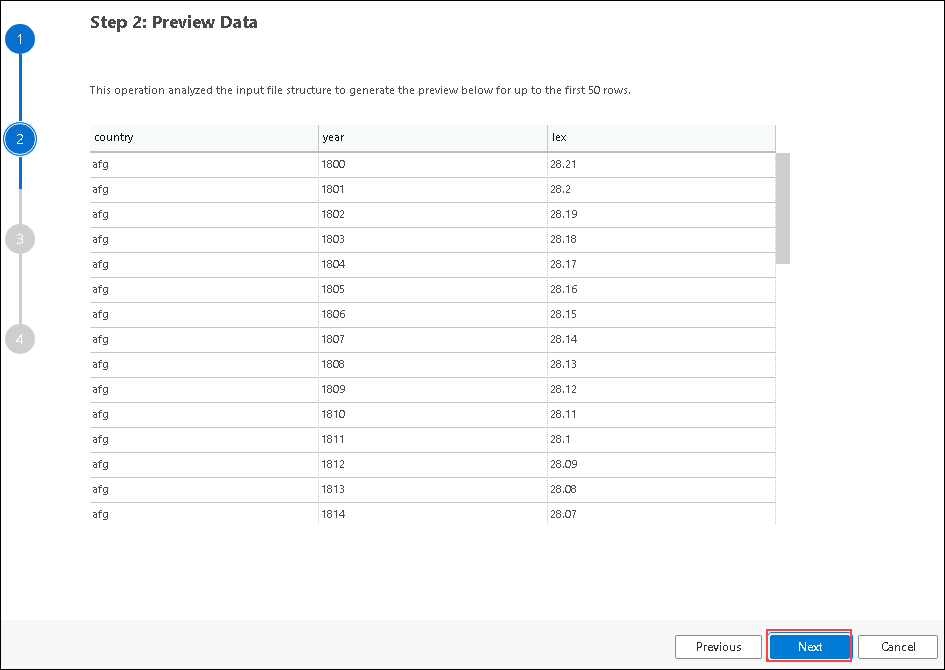 Step 2: Preview Data
1
This operation analyzed the input file structure to generate the preview below for up to the first 50 rows.
country year lex
2
afg 1800 28.21
afg 1801 28.2
afg 1802 28.19
3
afg 1803 28.18
afg 1804 28.17
afg 1805 28.16
afg 1806 28.15
4
afg 1807 28.14
afg 1808 28.13
afg 1809 28.12
afg 1810 28.11
afg 1811 28.1
afg 1812 28.09
afg 1813 28.08
afg 1814 28.07
Previous Next Cancel